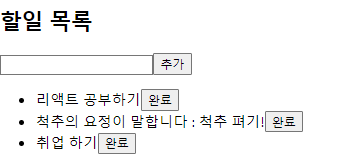 할일 목록
추가
리액트 공부하기 완료
척추의 요정이 말합니다 : 척추 펴기! 완료
취업 하기 완료